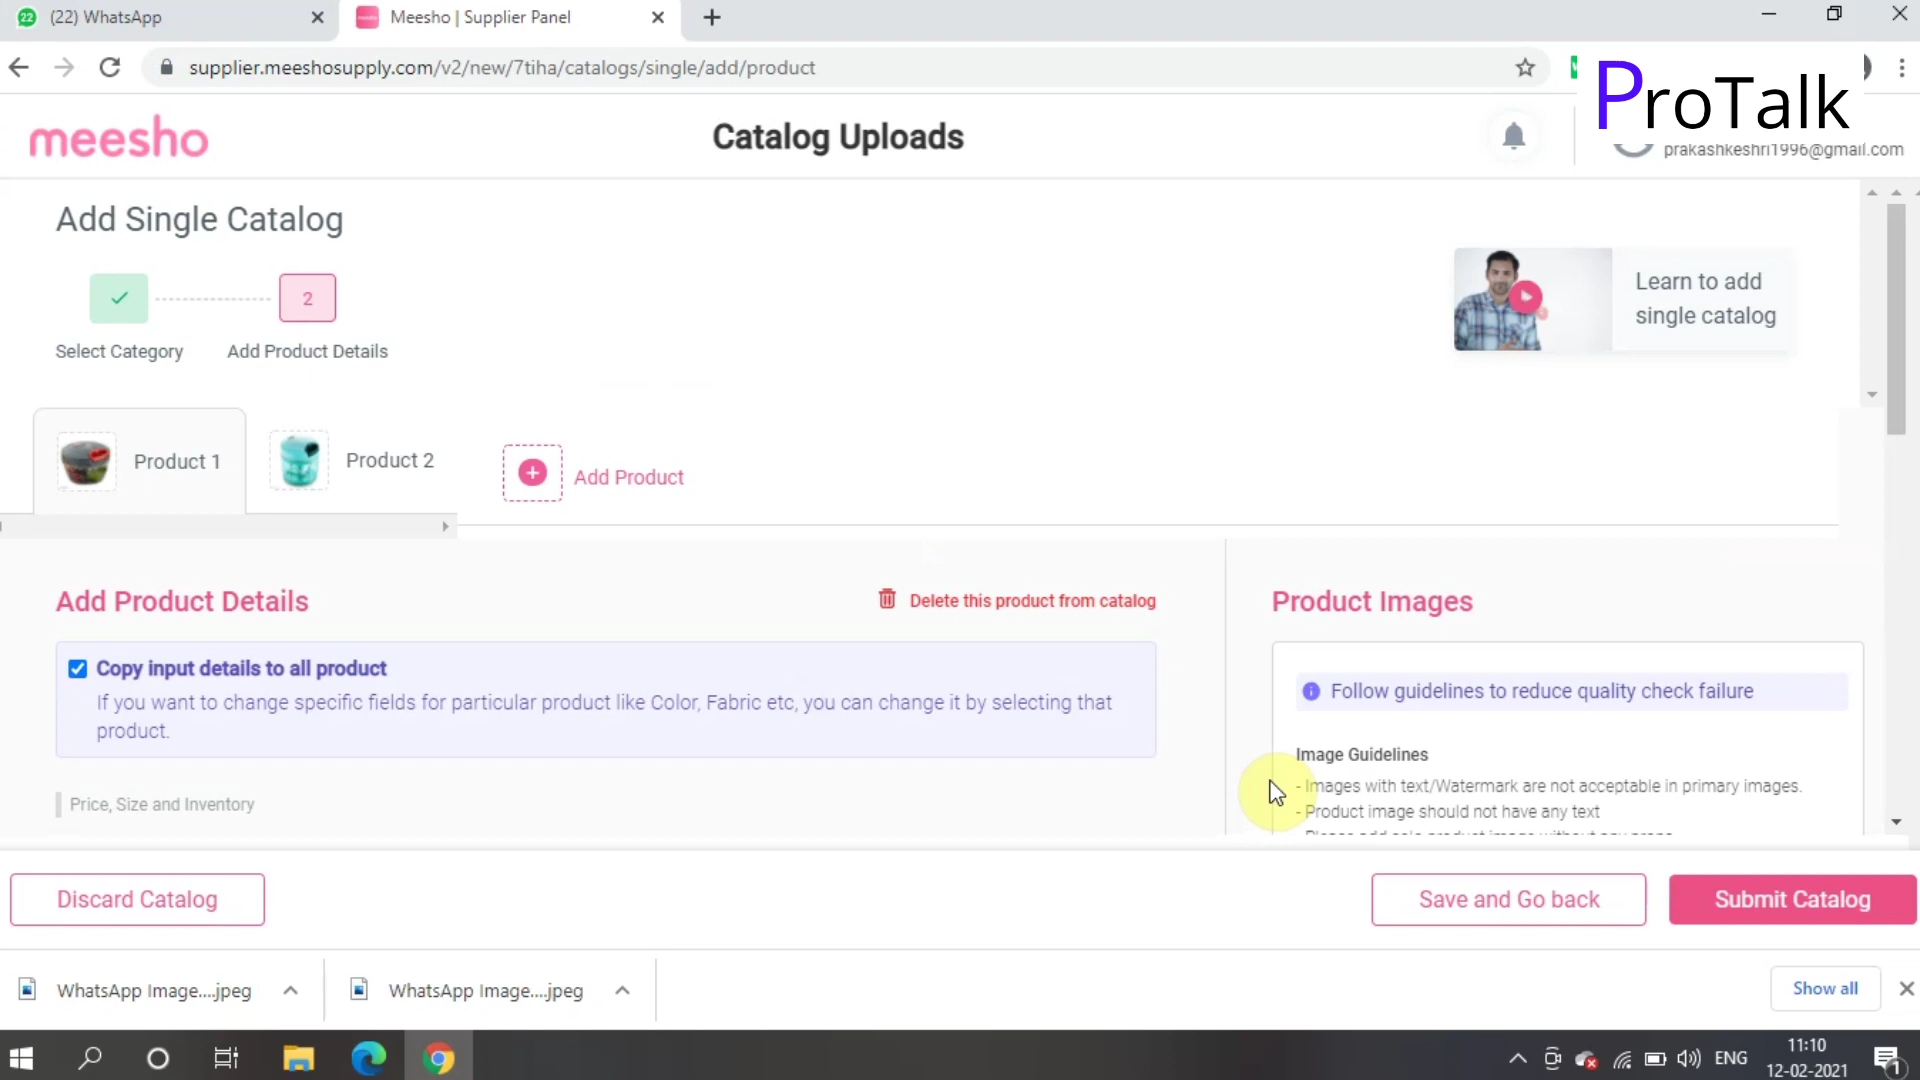 22 (22) WhatsApp
Meesho | Supplier Panel
supplier.meeshosupply.com/v2/new/7tiha/catalogs/single/add/product
ProTalk
meesho
Catalog Uploads
prakashkeshri1996@gmail.com
Add Single Catalog
2
Select Category
Add Product Details
Learn to add
single catalog
Product 1
Product 2
Add Product
Add Product Details
Delete this product from catalog
Product Images
Copy input details to all product
If you want to change specific fields for particular product like Color, Fabric etc, you can change it by selecting that
product.
Follow guidelines to reduce quality check failure
Image Guidelines
- Images with text/Watermark are not acceptable in primary images.
- Product image should not have any text
Price, Size and Inventory
Discard Catalog
Save and Go back
Submit Catalog
WhatsApp Image....jpeg
WhatsApp Image....jpeg
Show all
ENG
11:10
12-02-2021
1